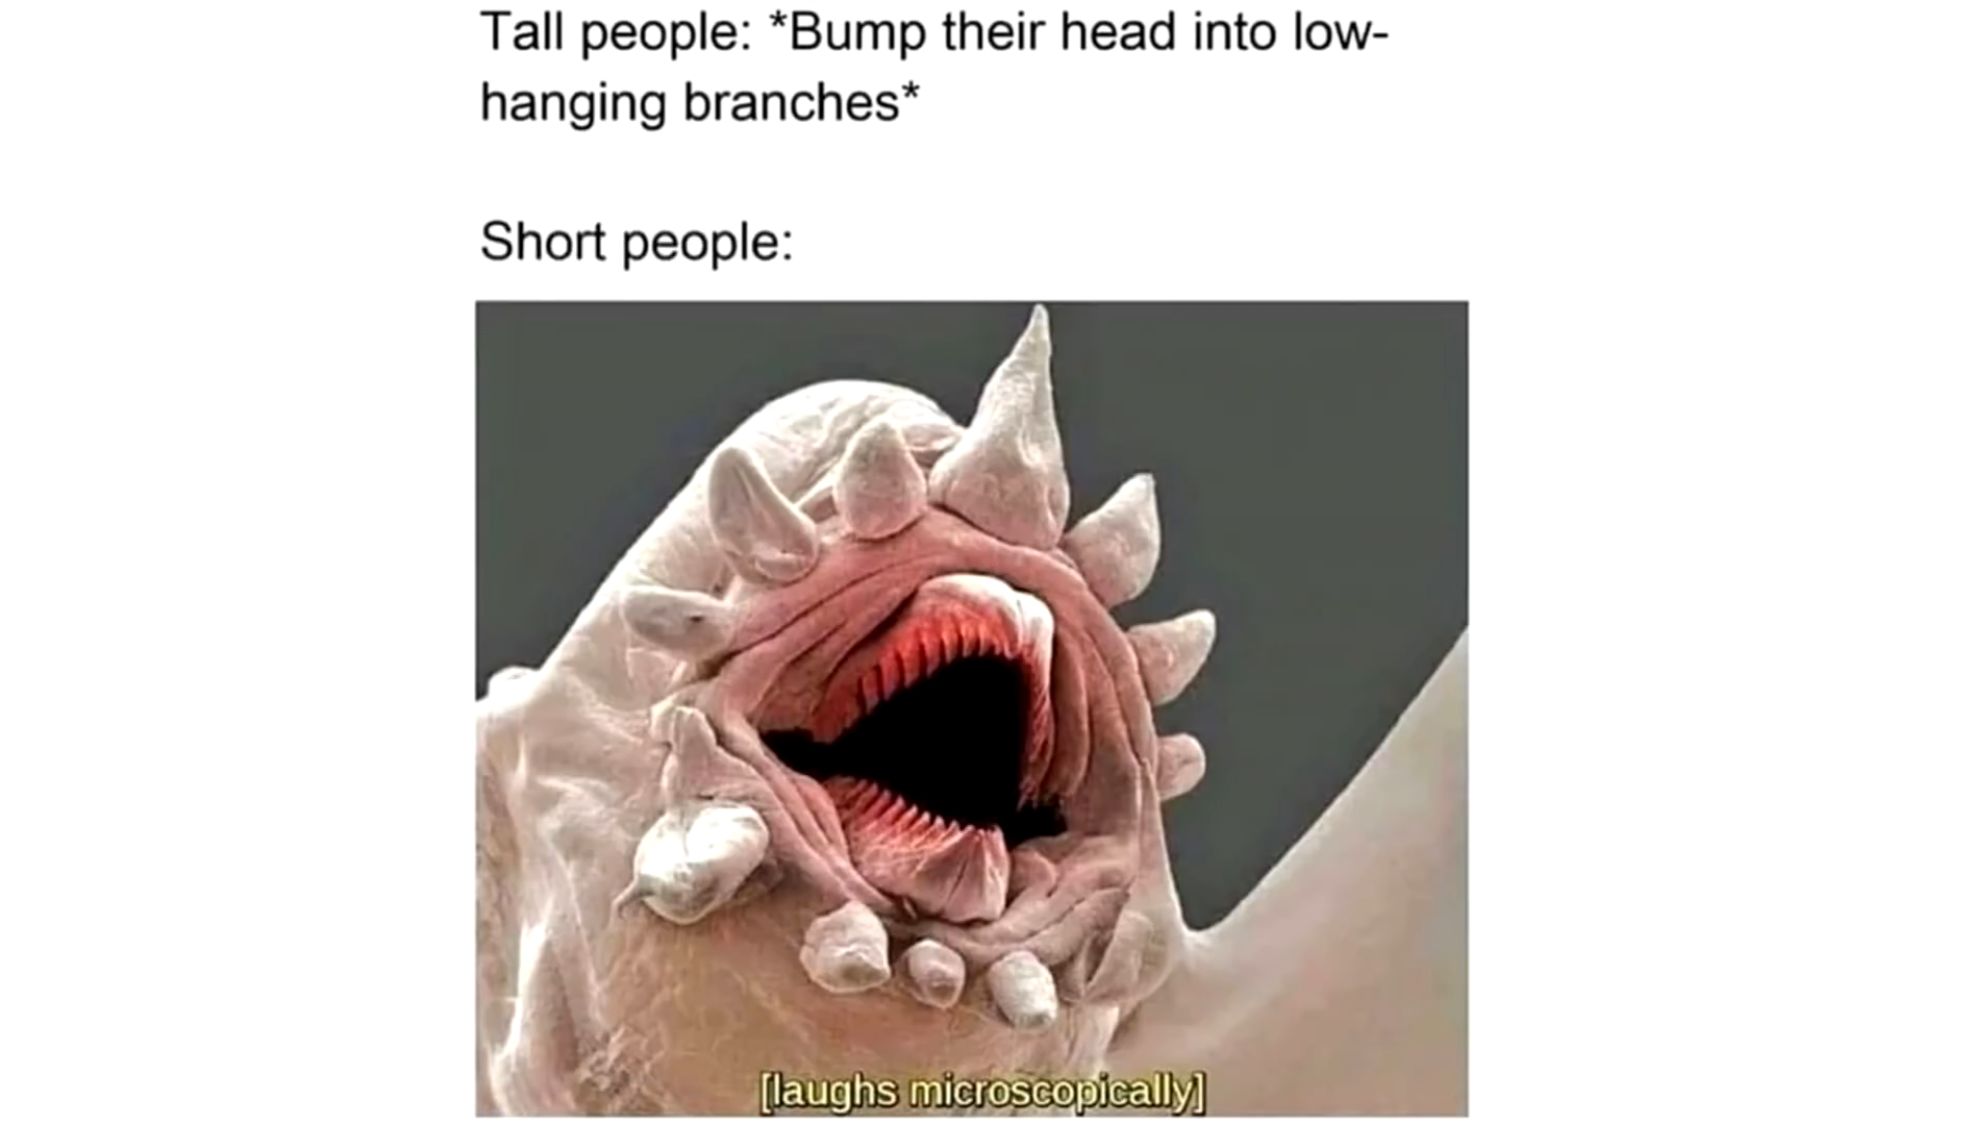 Tall people: *Bump their head into low-
hanging branches*
Short people:
[laughs microscopically]